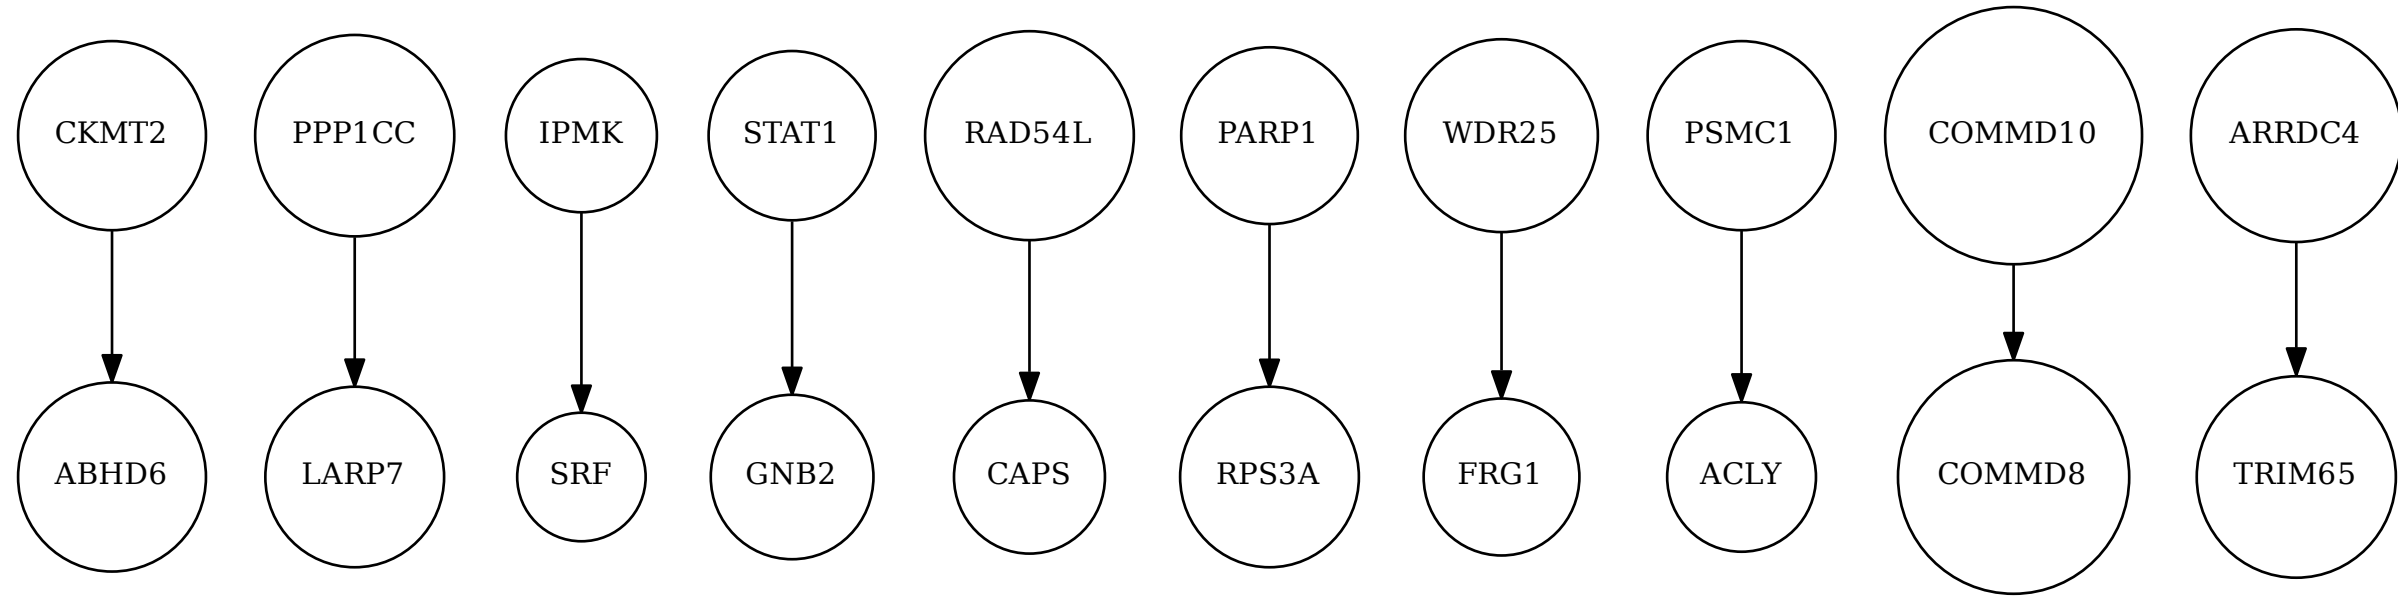 CKMT2 PPP1CC IPMK STAT1 RAD54L PARP1 WDR25 PSMC1 COMMD10 ARRDC4
ABHD6 LARP7 SRF GNB2 CAPS RPS3A FRG1 ACLY COMMD8 TRIM65